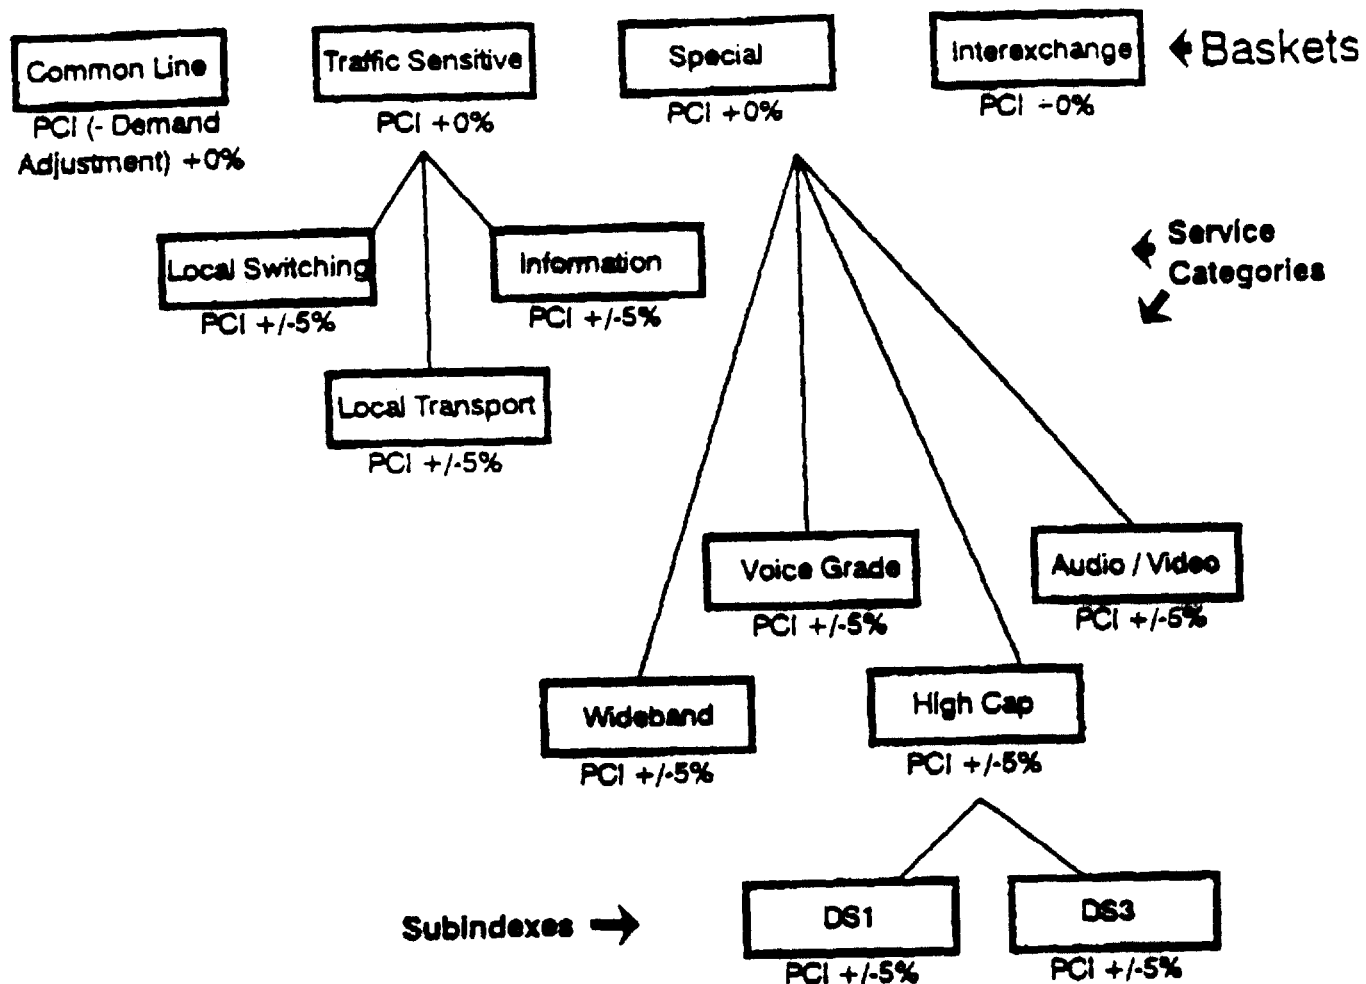 Common Line
PCI (- Demand
Adjustment) +0%
Traffic Sensitive
PCI +0%
Special
PCI +0%
Interexchange
PCI +0%
Baskets
Local Switching
PCI +/-5%
Information
PCI +/-5%
Service
Categories
Local Transport
PCI +/-5%
Voice Grade
PCI +/-5%
Audio / Video
PCI +/-5%
Wideband
PCI +/-5%
High Cap
PCI +/-5%
Subindexes
DS1
PCI +/-5%
DS3
PCI +/-5%